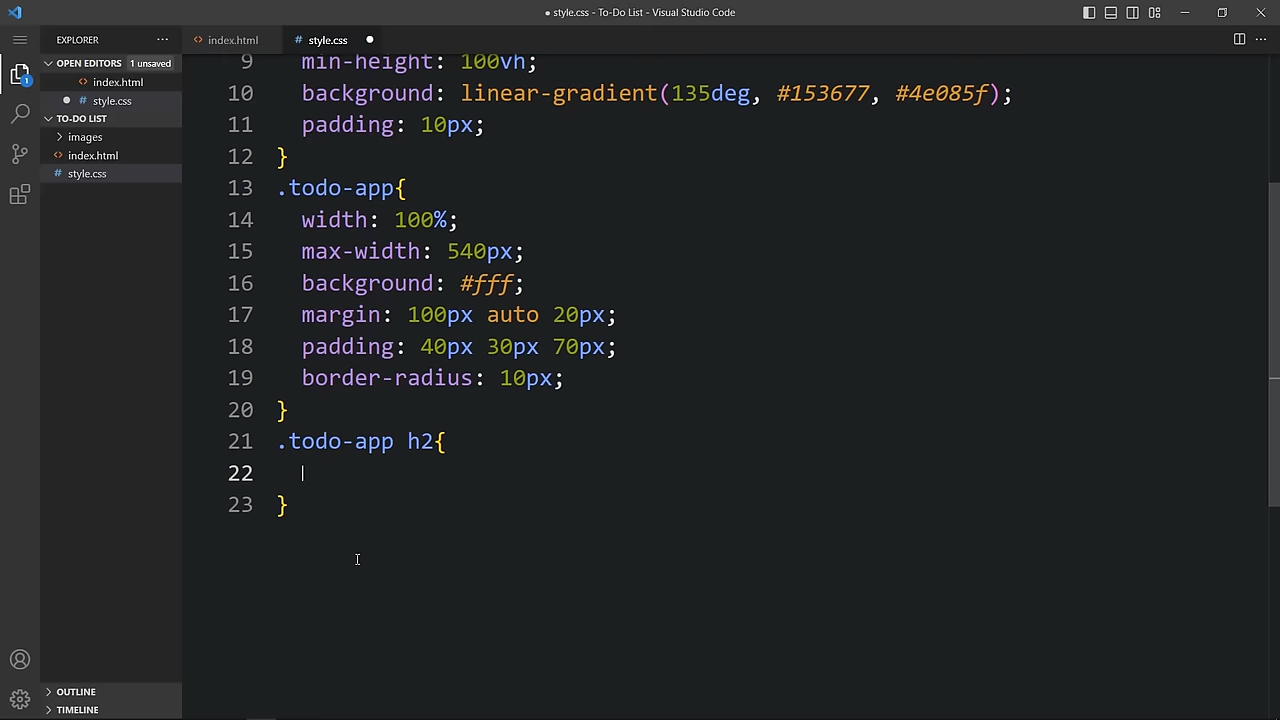 ● style.css - To-Do List - Visual Studio Code
EXPLORER ···
index.html
# style.css ●
OPEN EDITORS 1 unsaved
index.html
● # style.css
TO-DO LIST
images
index.html
# style.css
OUTLINE
TIMELINE
1
9 min-height: 100vh;
10 background: linear-gradient(135deg, #153677, #4e085f);
11 padding: 10px;
12 }
13 .todo-app{
14 width: 100%;
15 max-width: 540px;
16 background: #fff;
17 margin: 100px auto 20px;
18 padding: 40px 30px 70px;
19 border-radius: 10px;
20 }
21 .todo-app h2{
22
23 }